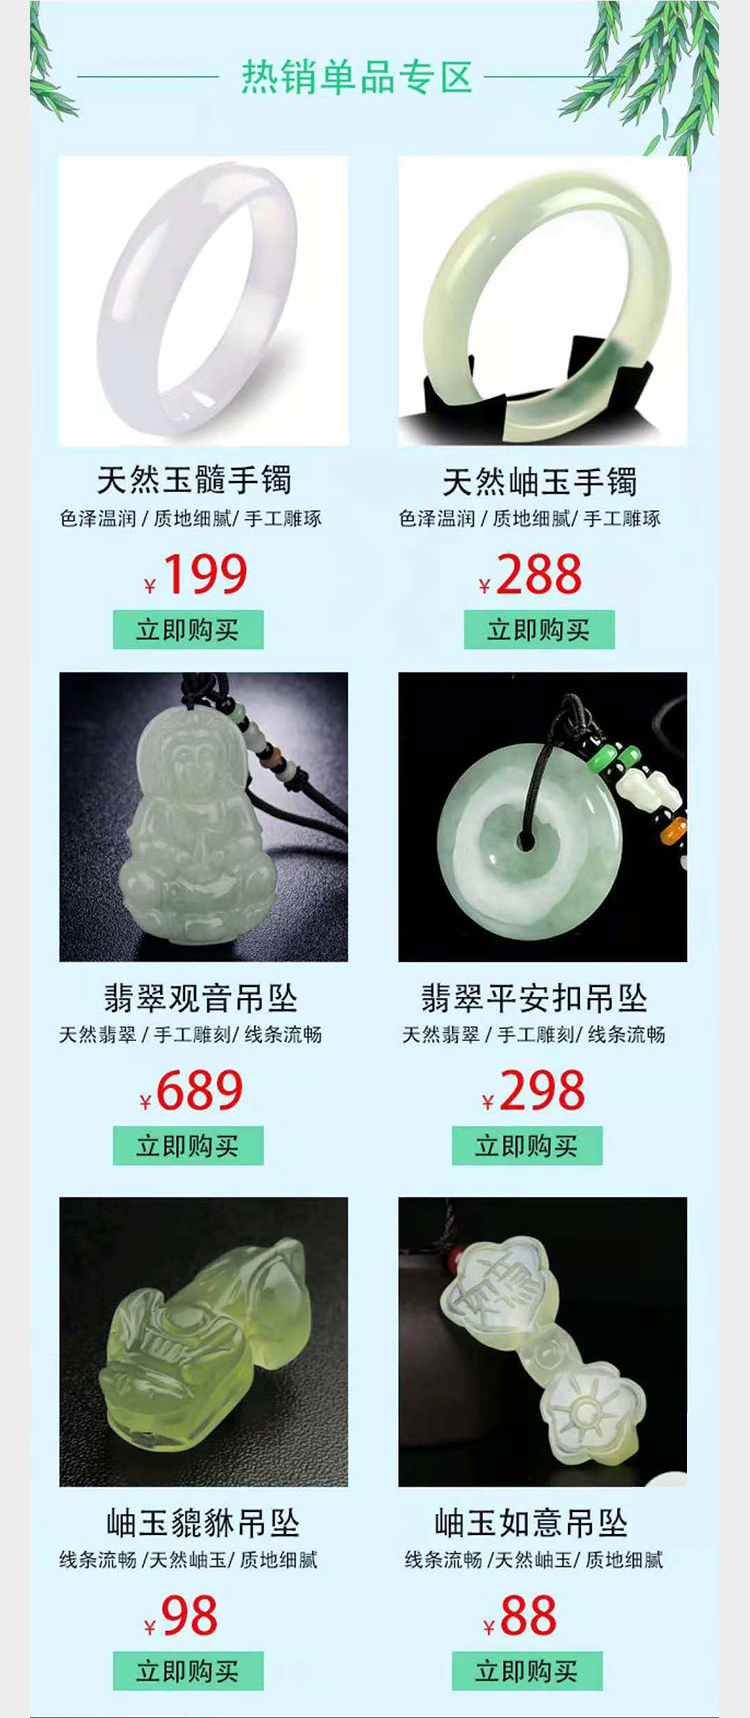 热销单品专区
天然玉髓手镯
色泽温润 / 质地细腻/ 手工雕琢
¥199
立即购买
天然岫玉手镯
色泽温润 / 质地细腻/ 手工雕琢
¥288
立即购买
翡翠观音吊坠
天然翡翠 / 手工雕刻/ 线条流畅
¥689
立即购买
翡翠平安扣吊坠
天然翡翠 / 手工雕刻/ 线条流畅
¥298
立即购买
岫玉貔貅吊坠
线条流畅 /天然岫玉/ 质地细腻
¥98
立即购买
岫玉如意吊坠
线条流畅 /天然岫玉/ 质地细腻
¥88
立即购买